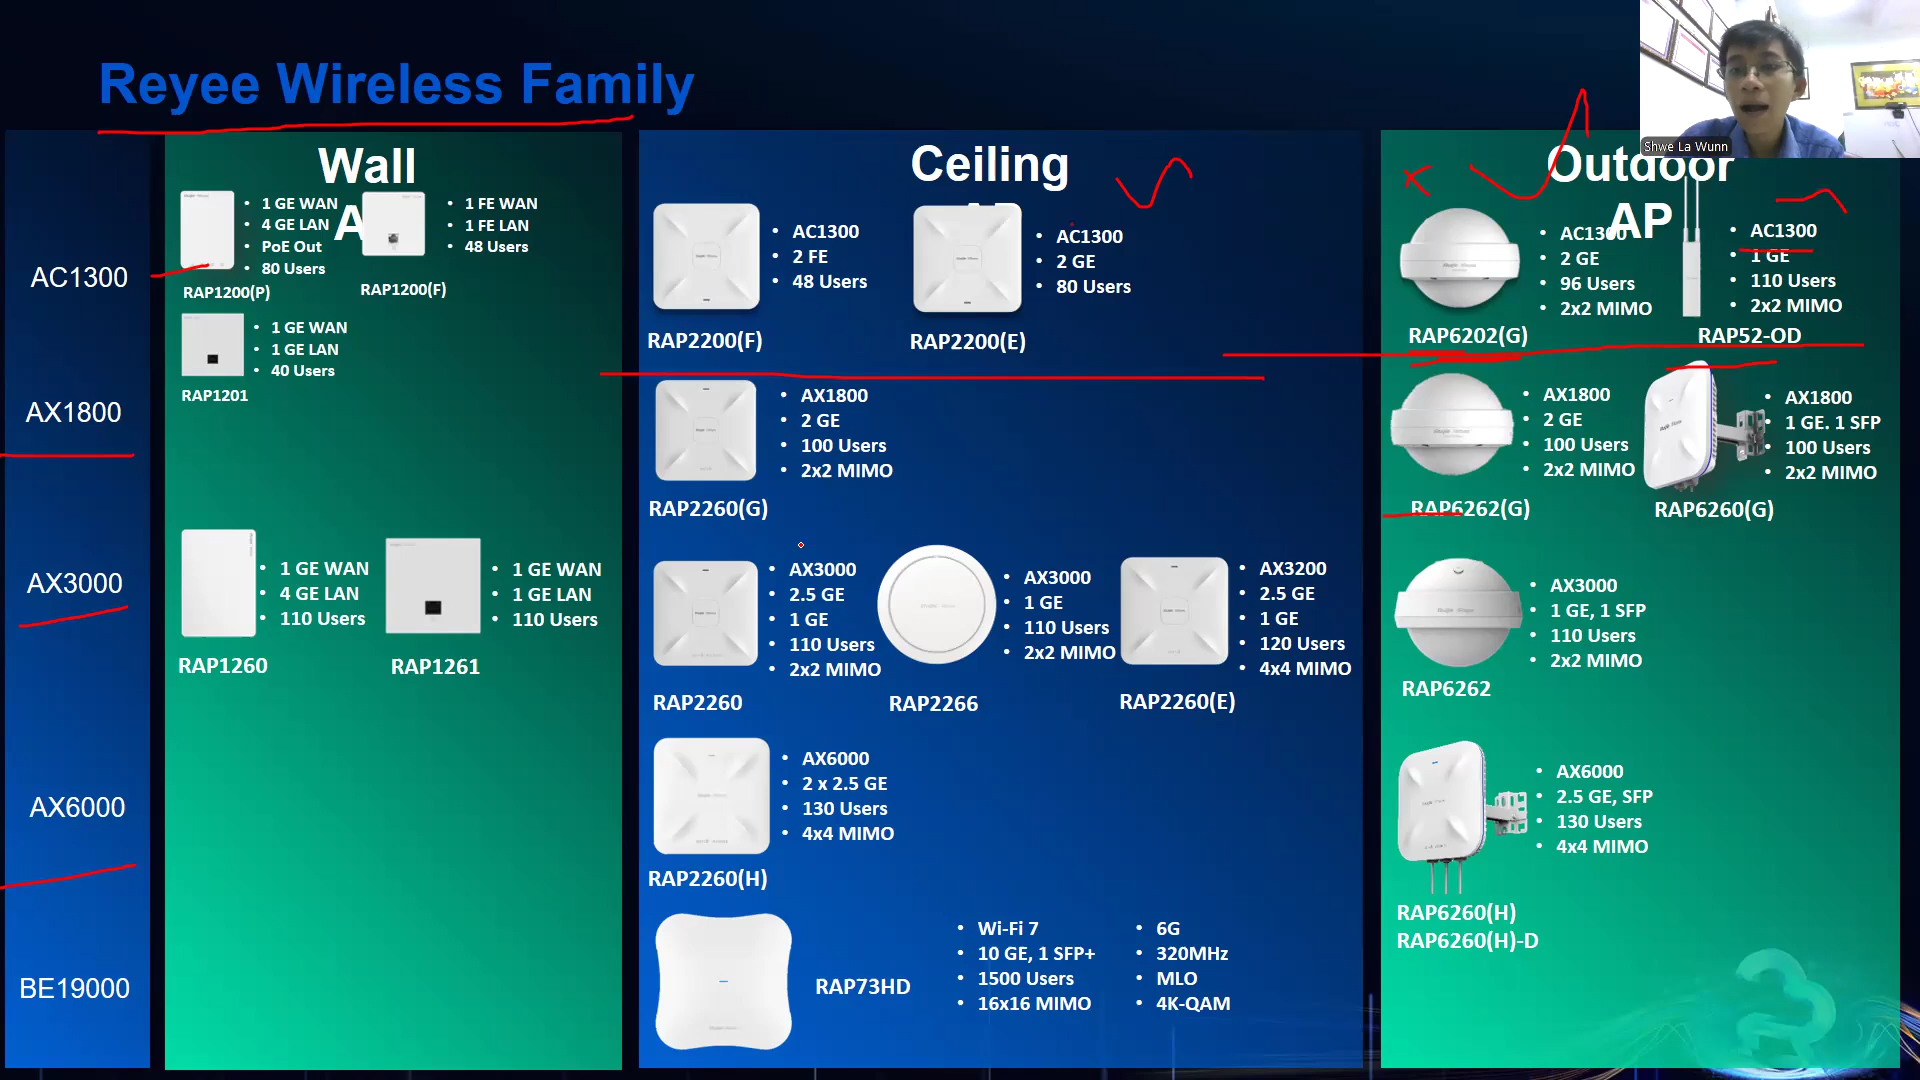 Reyee Wireless Family
Shwe La Wunn
AC1300
AX1800
AX3000
AX6000
BE19000
Wall
• 1 GE WAN
• 4 GE LAN
• PoE Out
• 80 Users
RAP1200(P)
• 1 FE WAN
• 1 FE LAN
• 48 Users
RAP1200(F)
• 1 GE WAN
• 1 GE LAN
• 40 Users
RAP1201
• 1 GE WAN
• 4 GE LAN
• 110 Users
RAP1260
• 1 GE WAN
• 1 GE LAN
• 110 Users
RAP1261
Ceiling
• AC1300
• 2 FE
• 48 Users
RAP2200(F)
• AC1300
• 2 GE
• 80 Users
RAP2200(E)
• AX1800
• 2 GE
• 100 Users
• 2x2 MIMO
RAP2260(G)
• AX3000
• 2.5 GE
• 1 GE
• 110 Users
• 2x2 MIMO
RAP2260
• AX3000
• 1 GE
• 110 Users
• 2x2 MIMO
RAP2266
• AX3200
• 2.5 GE
• 1 GE
• 120 Users
• 4x4 MIMO
RAP2260(E)
• AX6000
• 2 x 2.5 GE
• 130 Users
• 4x4 MIMO
RAP2260(H)
RAP73HD
• Wi-Fi 7
• 10 GE, 1 SFP+
• 1500 Users
• 16x16 MIMO
• 6G
• 320MHz
• MLO
• 4K-QAM
Outdoor
AP
• AC1300
• 2 GE
• 96 Users
• 2x2 MIMO
RAP6202(G)
• AC1300
• 1 GE
• 110 Users
• 2x2 MIMO
RAP52-OD
• AX1800
• 2 GE
• 100 Users
• 2x2 MIMO
RAP6262(G)
• AX1800
• 1 GE. 1 SFP
• 100 Users
• 2x2 MIMO
RAP6260(G)
• AX3000
• 1 GE, 1 SFP
• 110 Users
• 2x2 MIMO
RAP6262
• AX6000
• 2.5 GE, SFP
• 130 Users
• 4x4 MIMO
RAP6260(H)
RAP6260(H)-D